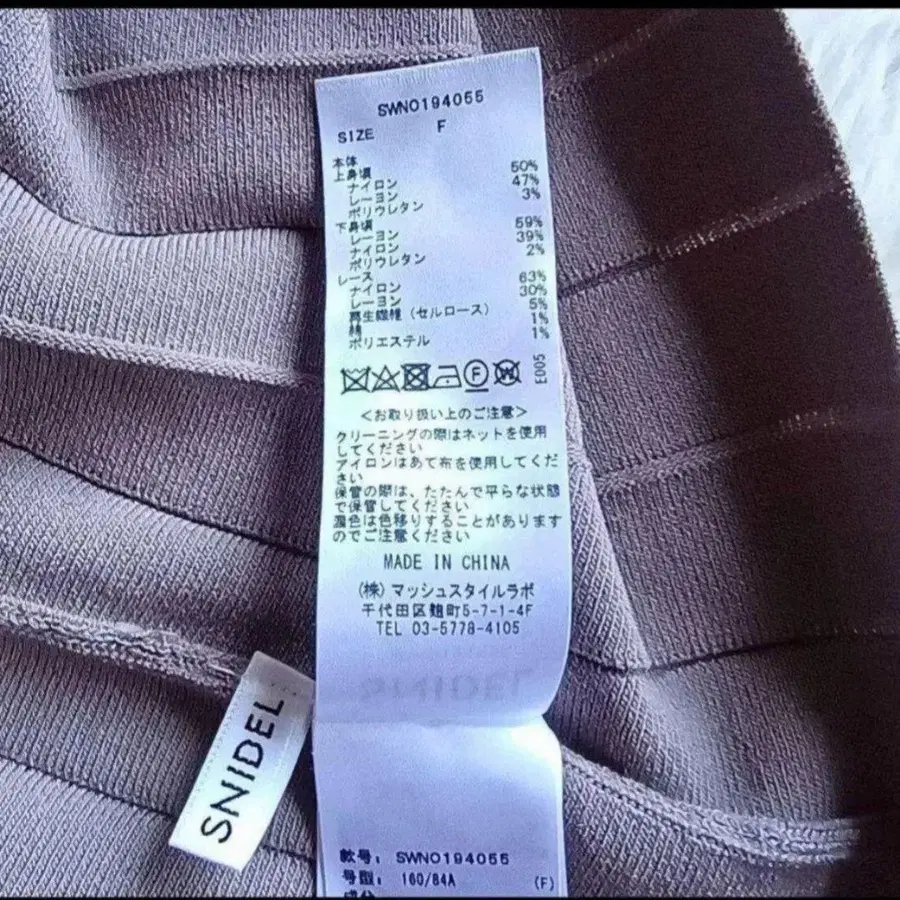 SWNO194055
SIZE F
本体
上身頃
ナイロン 50%
レーヨン 47%
ポリウレタン 3%
下身頃
レーヨン 59%
ナイロン 39%
ポリウレタン 2%
レース
ナイロン 63%
レーヨン 30%
再生繊維(セルロース) 5%
綿 1%
ポリエステル 1%
F W E005
<お取り扱い上のご注意>
クリーニングの際はネットを使用
してください
アイロンはあて布を使用してくだ
さい
保管の際は、たたんで平らな状態
で保管してください
濃色は色移りすることがあります
のでご注意ください
MADE IN CHINA
(株)マッシュスタイルラボ
千代田区麹町5-7-1-4F
TEL 03-5778-4105
SNIDEL
SNIDEL
款号: SWNO194055
号型: 160/84A (F)
成分